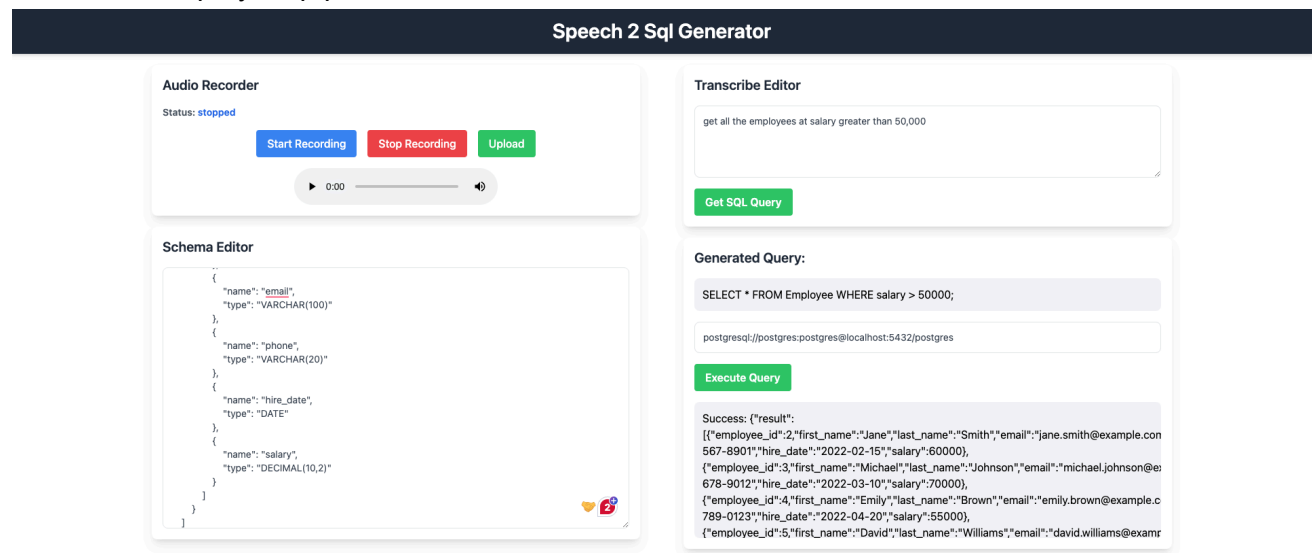 Speech 2 Sql Generator
Audio Recorder
Status: stopped
Start Recording
Stop Recording
Upload
0:00
Schema Editor
{
"name": "email",
"type": "VARCHAR(100)"
},
{
"name": "phone",
"type": "VARCHAR(20)"
},
{
"name": "hire_date",
"type": "DATE"
},
{
"name": "salary",
"type": "DECIMAL(10,2)"
}
]
}
]
2
Transcribe Editor
get all the employees at salary greater than 50,000
Get SQL Query
Generated Query:
SELECT * FROM Employee WHERE salary > 50000;
postgresql://postgres:postgres@localhost:5432/postgres
Execute Query
Success: {"result":
[{"employee_id":2,"first_name":"Jane","last_name":"Smith","email":"jane.smith@example.com
567-8901","hire_date":"2022-02-15","salary":60000},
{"employee_id":3,"first_name":"Michael","last_name":"Johnson","email":"michael.johnson@ex
678-9012","hire_date":"2022-03-10","salary":70000},
{"employee_id":4,"first_name":"Emily","last_name":"Brown","email":"emily.brown@example.c
789-0123","hire_date":"2022-04-20","salary":55000},
{"employee_id":5,"first_name":"David","last_name":"Williams","email":"david.williams@examp